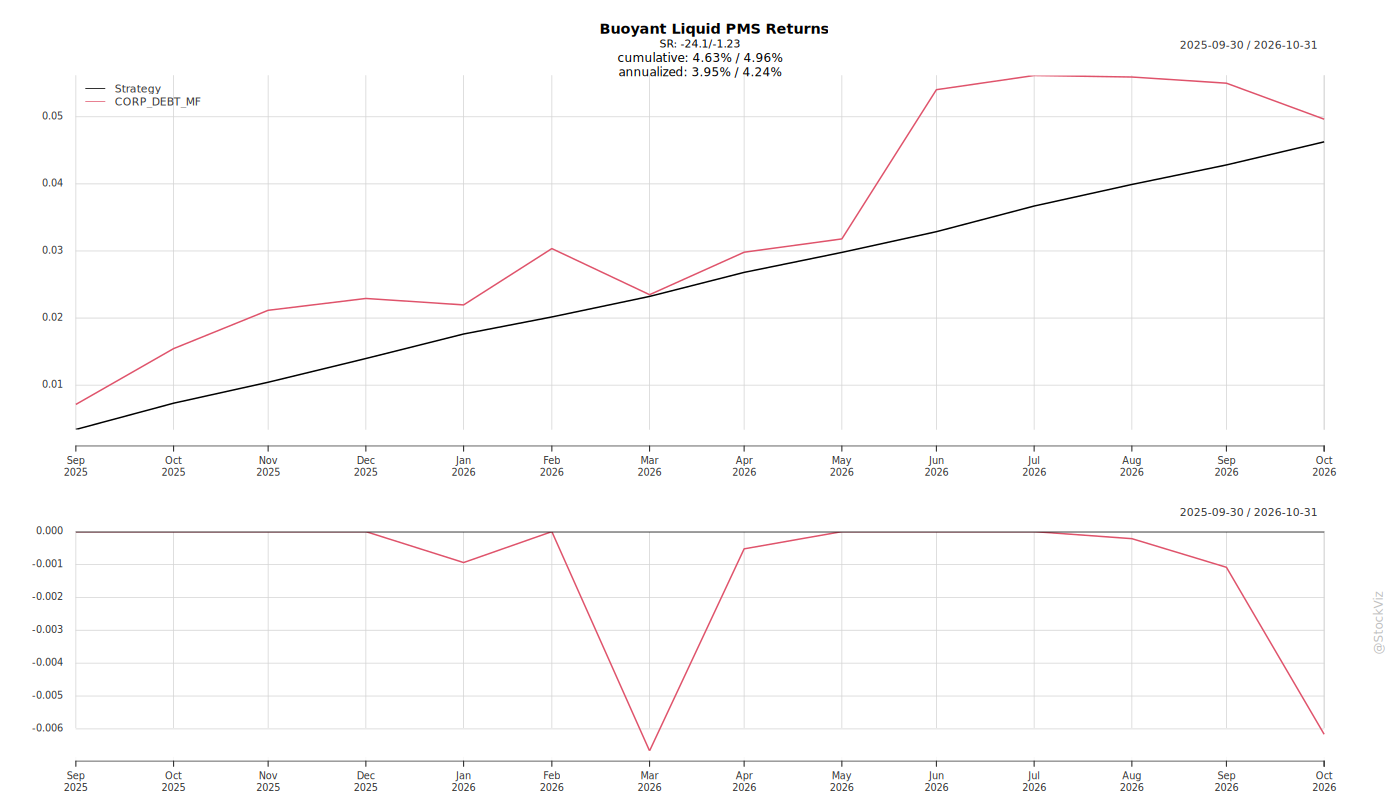 Buoyant Liquid PMS Returns
SR: -24.1/-1.23
cumulative: 4.63% / 4.96%
annualized: 3.95% / 4.24%
2025-09-30 / 2026-10-31
Strategy
CORP_DEBT_MF
0.05
0.04
0.03
0.02
0.01
Sep Oct Nov Dec Jan Feb Mar Apr May Jun Jul Aug Sep Oct
2025 2025 2025 2025 2026 2026 2026 2026 2026 2026 2026 2026 2026 2026
2025-09-30 / 2026-10-31
0.000
-0.001
-0.002
-0.003
-0.004
-0.005
-0.006
Sep Oct Nov Dec Jan Feb Mar Apr May Jun Jul Aug Sep Oct
2025 2025 2025 2025 2026 2026 2026 2026 2026 2026 2026 2026 2026 2026
@StockViz